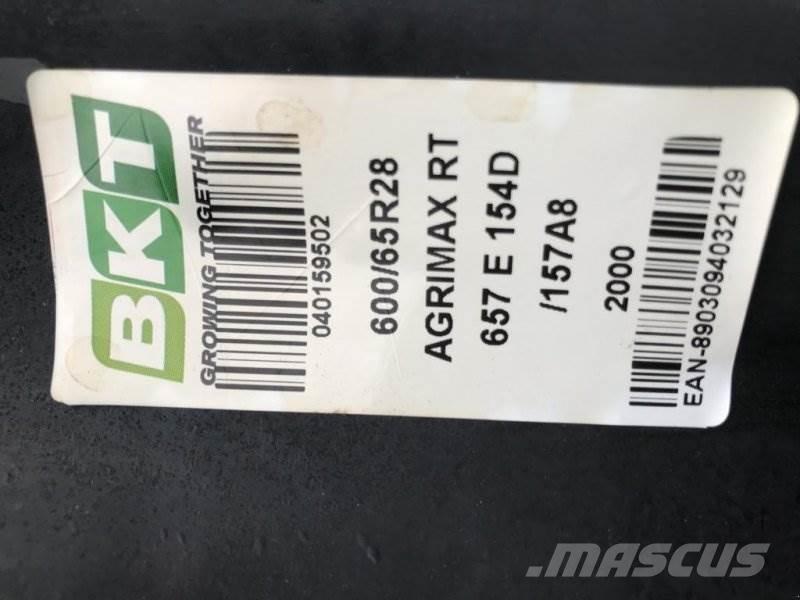 BKT
GROWING TOGETHER
040159502
600/65R28
AGRIMAX RT
657 E 154D
/157A8
2000
EAN-8903094032129
MASCUS